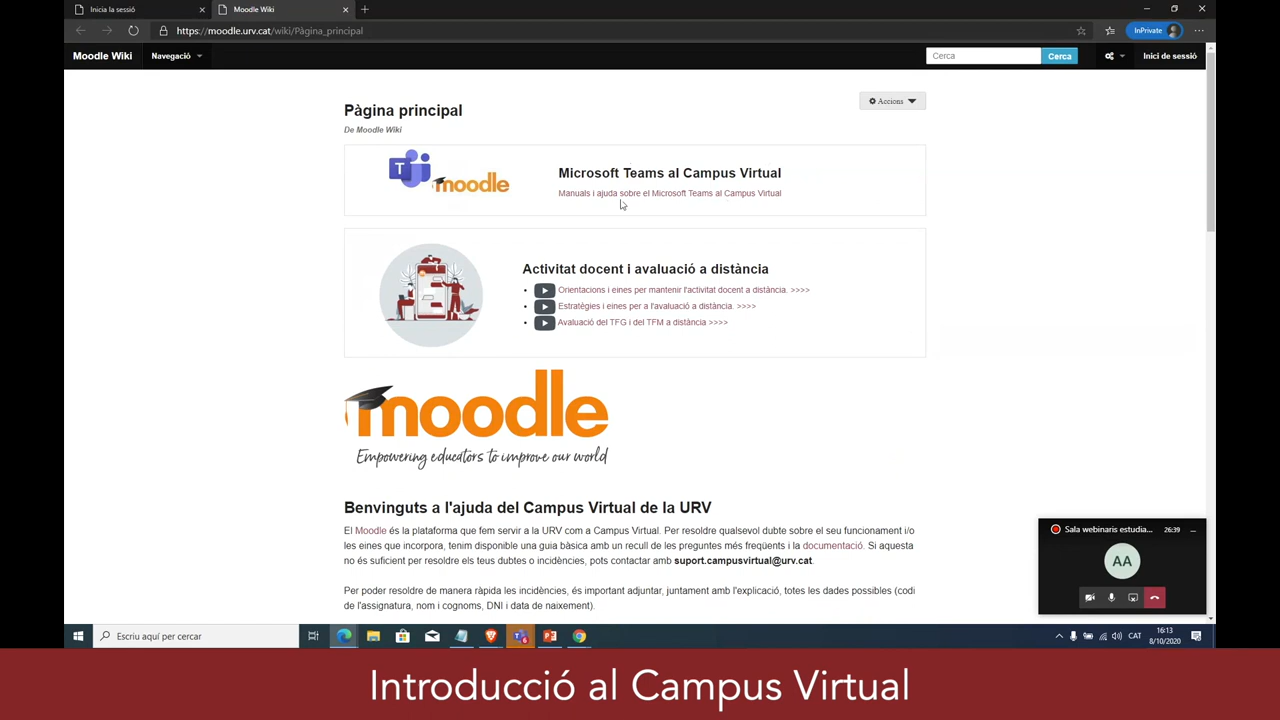 Inicia la sessió
Moodle Wiki
https://moodle.urv.cat/wiki/Pàgina_principal
InPrivate
Moodle Wiki
Navegació
Cerca
Cerca
Inici de sessió
Pàgina principal
Accions
De Moodle Wiki
T
moodle
Microsoft Teams al Campus Virtual
Manuals i ajuda sobre el Microsoft Teams al Campus Virtual
Activitat docent i avaluació a distància
Orientacions i eines per mantenir l'activitat docent a distància. >>>>
Estratègies i eines per a l'avaluació a distància. >>>>
Avaluació del TFG i del TFM a distància >>>>
moodle
Empowering educators to improve our world
Benvinguts a l'ajuda del Campus Virtual de la URV
El Moodle és la plataforma que fem servir a la URV com a Campus Virtual. Per resoldre qualsevol dubte sobre el seu funcionament i/o
les eines que incorpora, tenim disponible una guia bàsica amb un recull de les preguntes més freqüents i la documentació. Si aquesta
no és suficient per resoldre els teus dubtes o incidències, pots contactar amb suport.campusvirtual@urv.cat.
Per poder resoldre de manera ràpida les incidències, és important adjuntar, juntament amb l'explicació, totes les dades possibles (codi
de l'assignatura, nom i cognoms, DNI i data de naixement).
Sala webinaris estudia... 26:39
AA
Escriu aquí per cercar
CAT
16:13
8/10/2020
Introducció al Campus Virtual